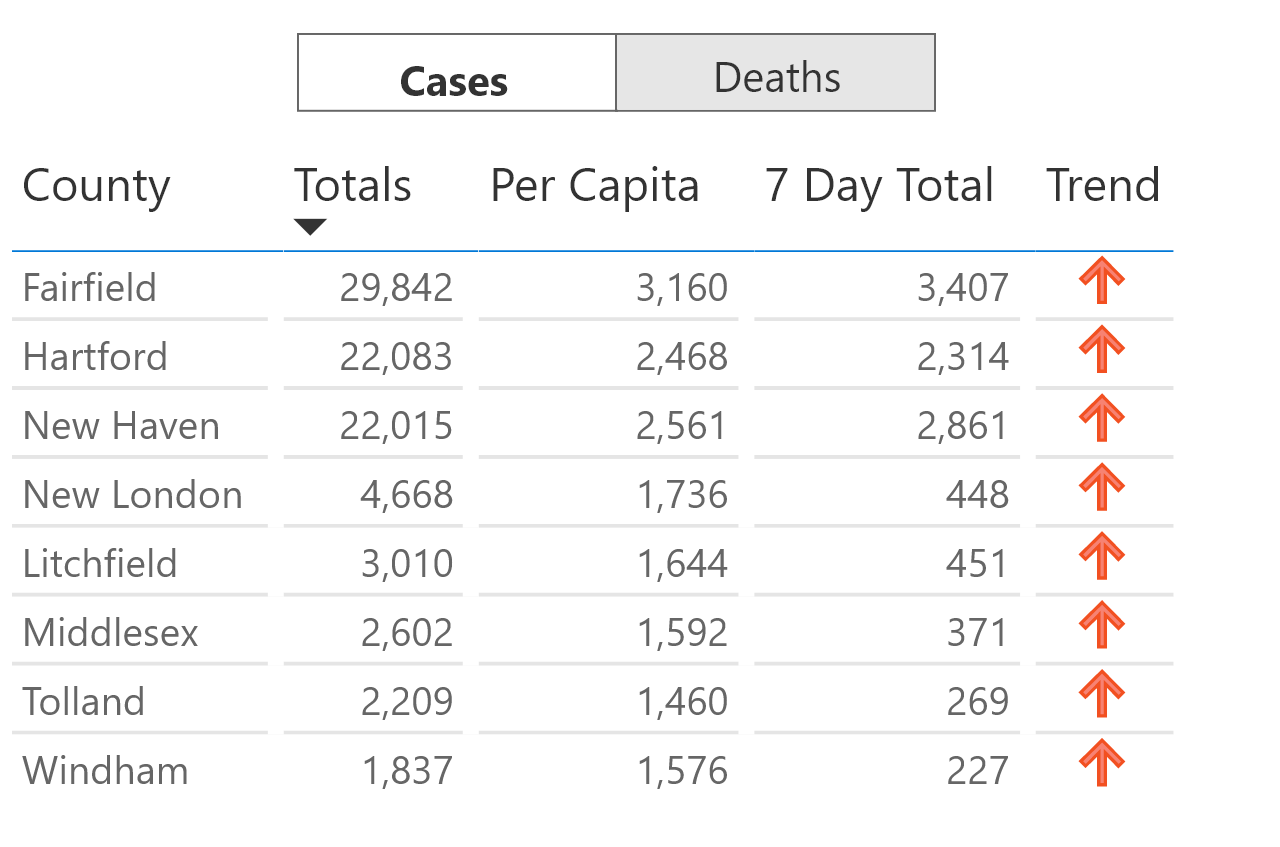 Cases Deaths
County Totals Per Capita 7 Day Total Trend
Fairfield 29,842 3,160 3,407
Hartford 22,083 2,468 2,314
New Haven 22,015 2,561 2,861
New London 4,668 1,736 448
Litchfield 3,010 1,644 451
Middlesex 2,602 1,592 371
Tolland 2,209 1,460 269
Windham 1,837 1,576 227